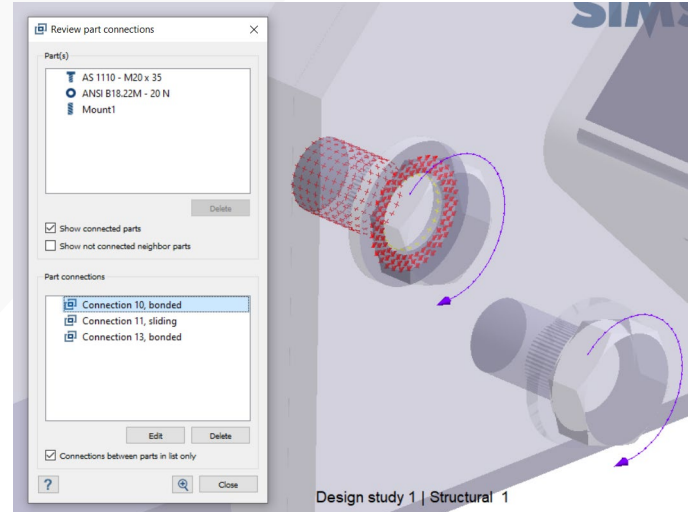 Review part connections
Part(s)
AS 1110 - M20 x 35
ANSI B18.22M - 20 N
Mount1
Delete
Show connected parts
Show not connected neighbor parts
Part connections
Connection 10, bonded
Connection 11, sliding
Connection 13, bonded
Edit Delete
Connections between parts in list only
? Close
SIMS
Design study 1 | Structural 1